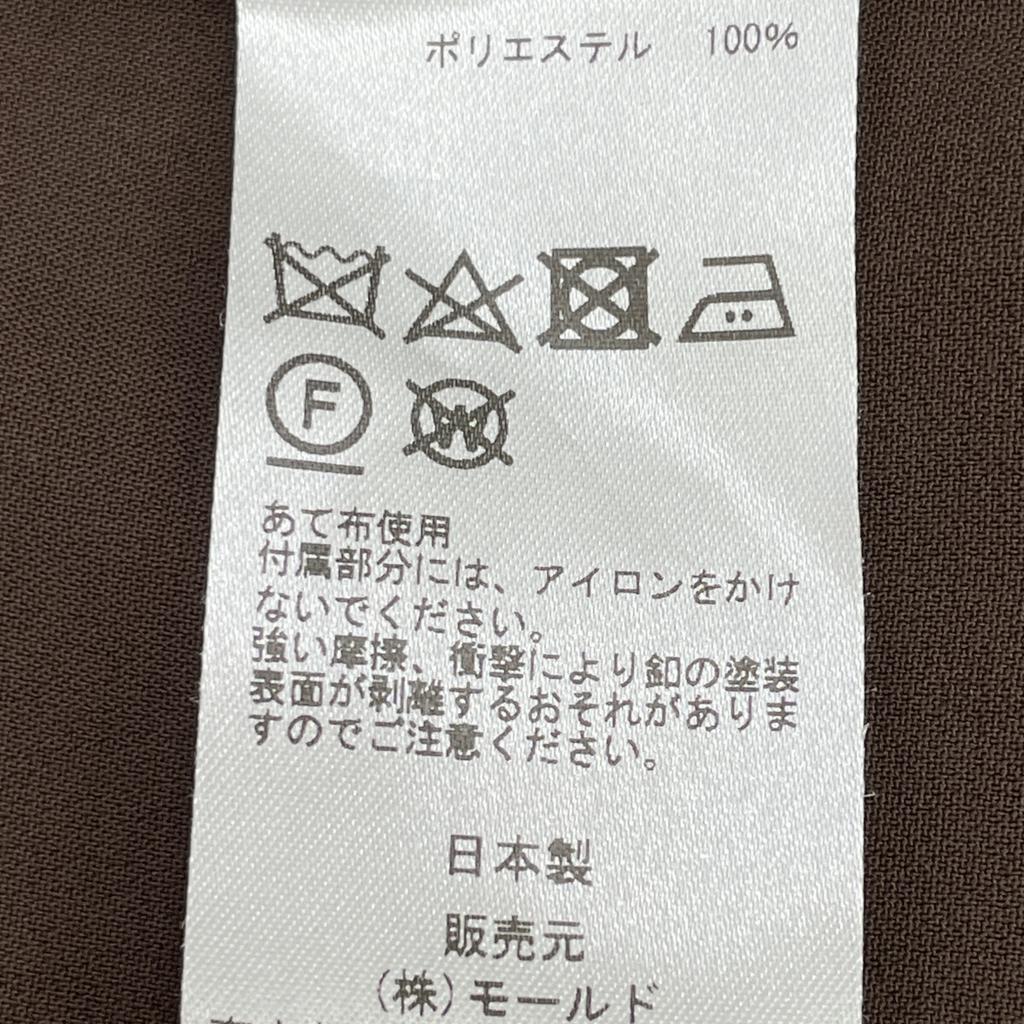 ポリエステル 100%
F
W
あて布使用
付属部分には、アイロンをかけ
ないでください。
強い摩擦、衝撃により釦の塗装
表面が剥離するおそれがありま
すのでご注意ください。
日本製
販売元
(株)モールド